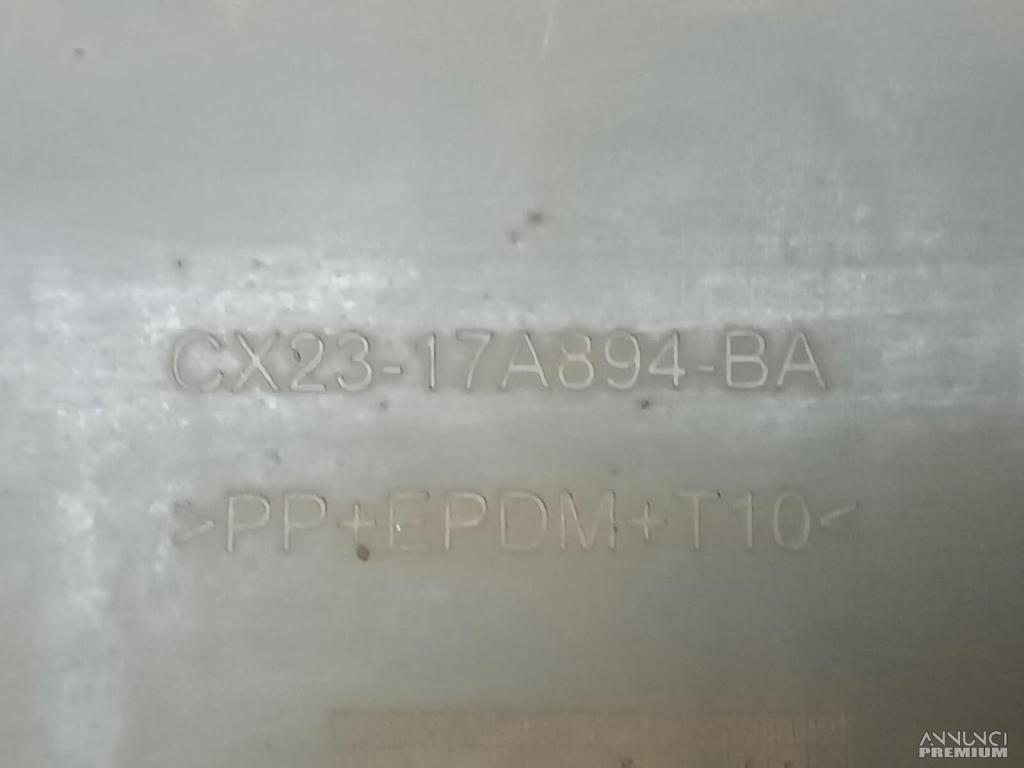 CX23-17A894-BA
>PP+EPDM+T10<
ANNUNCI
PREMIUM